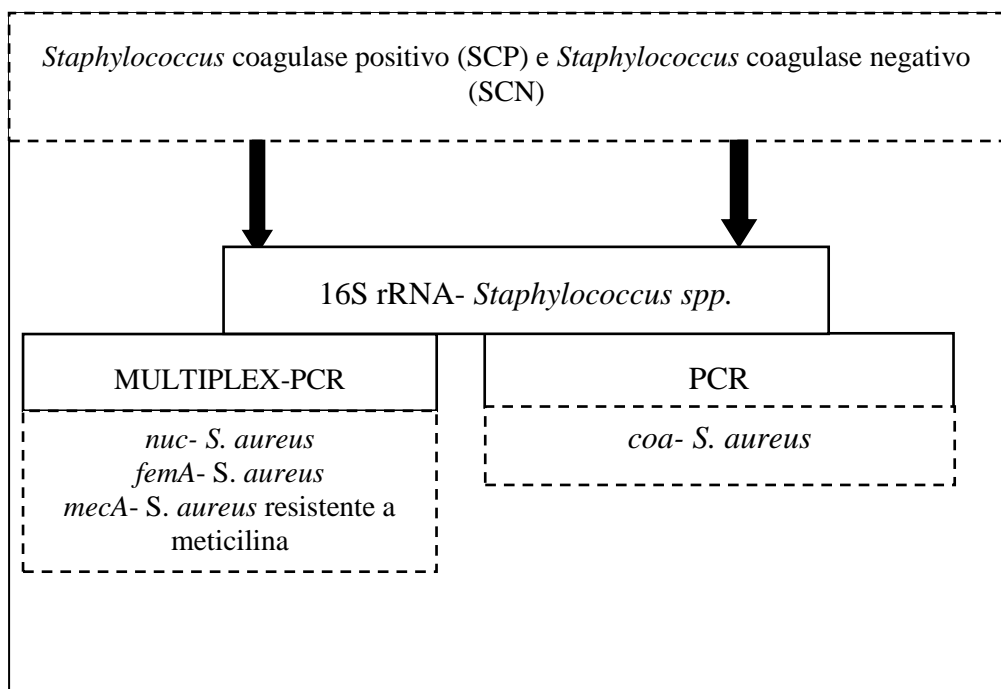 Staphylococcus coagulase positivo (SCP) e Staphylococcus coagulase negativo
(SCN)
16S rRNA- Staphylococcus spp.
MULTIPLEX-PCR
nuc- S. aureus
femA- S. aureus
mecA- S. aureus resistente a
meticilina
PCR
coa- S. aureus